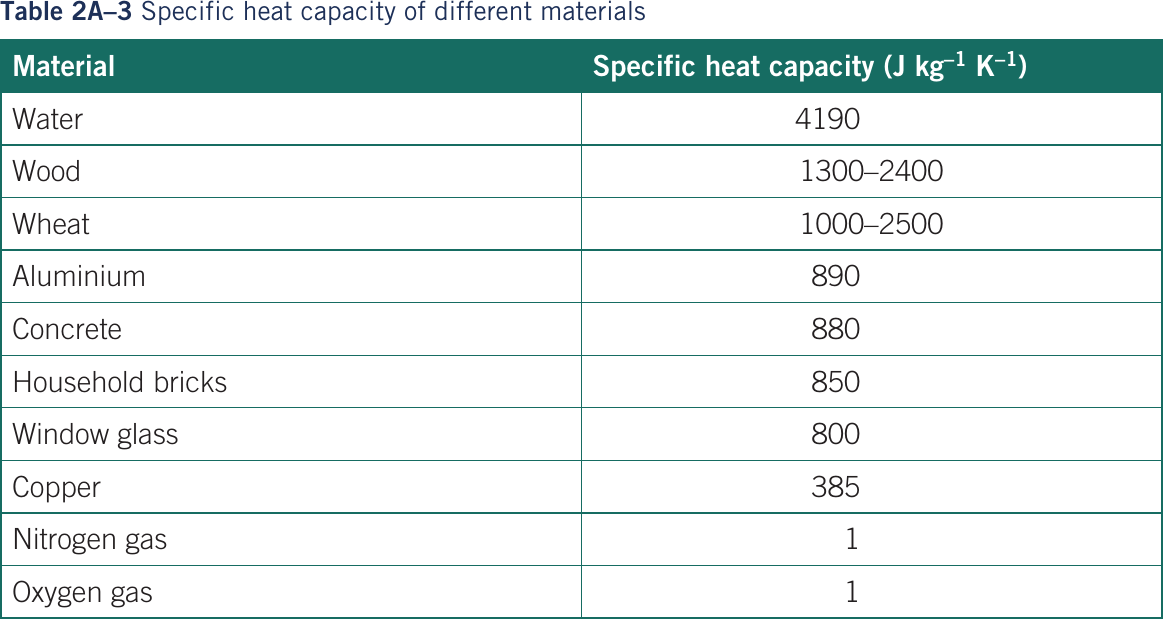 Table 2A–3 Specific heat capacity of different materials
Material Specific heat capacity (J kg–1 K–1)
Water 4190
Wood 1300–2400
Wheat 1000–2500
Aluminium 890
Concrete 880
Household bricks 850
Window glass 800
Copper 385
Nitrogen gas 1
Oxygen gas 1